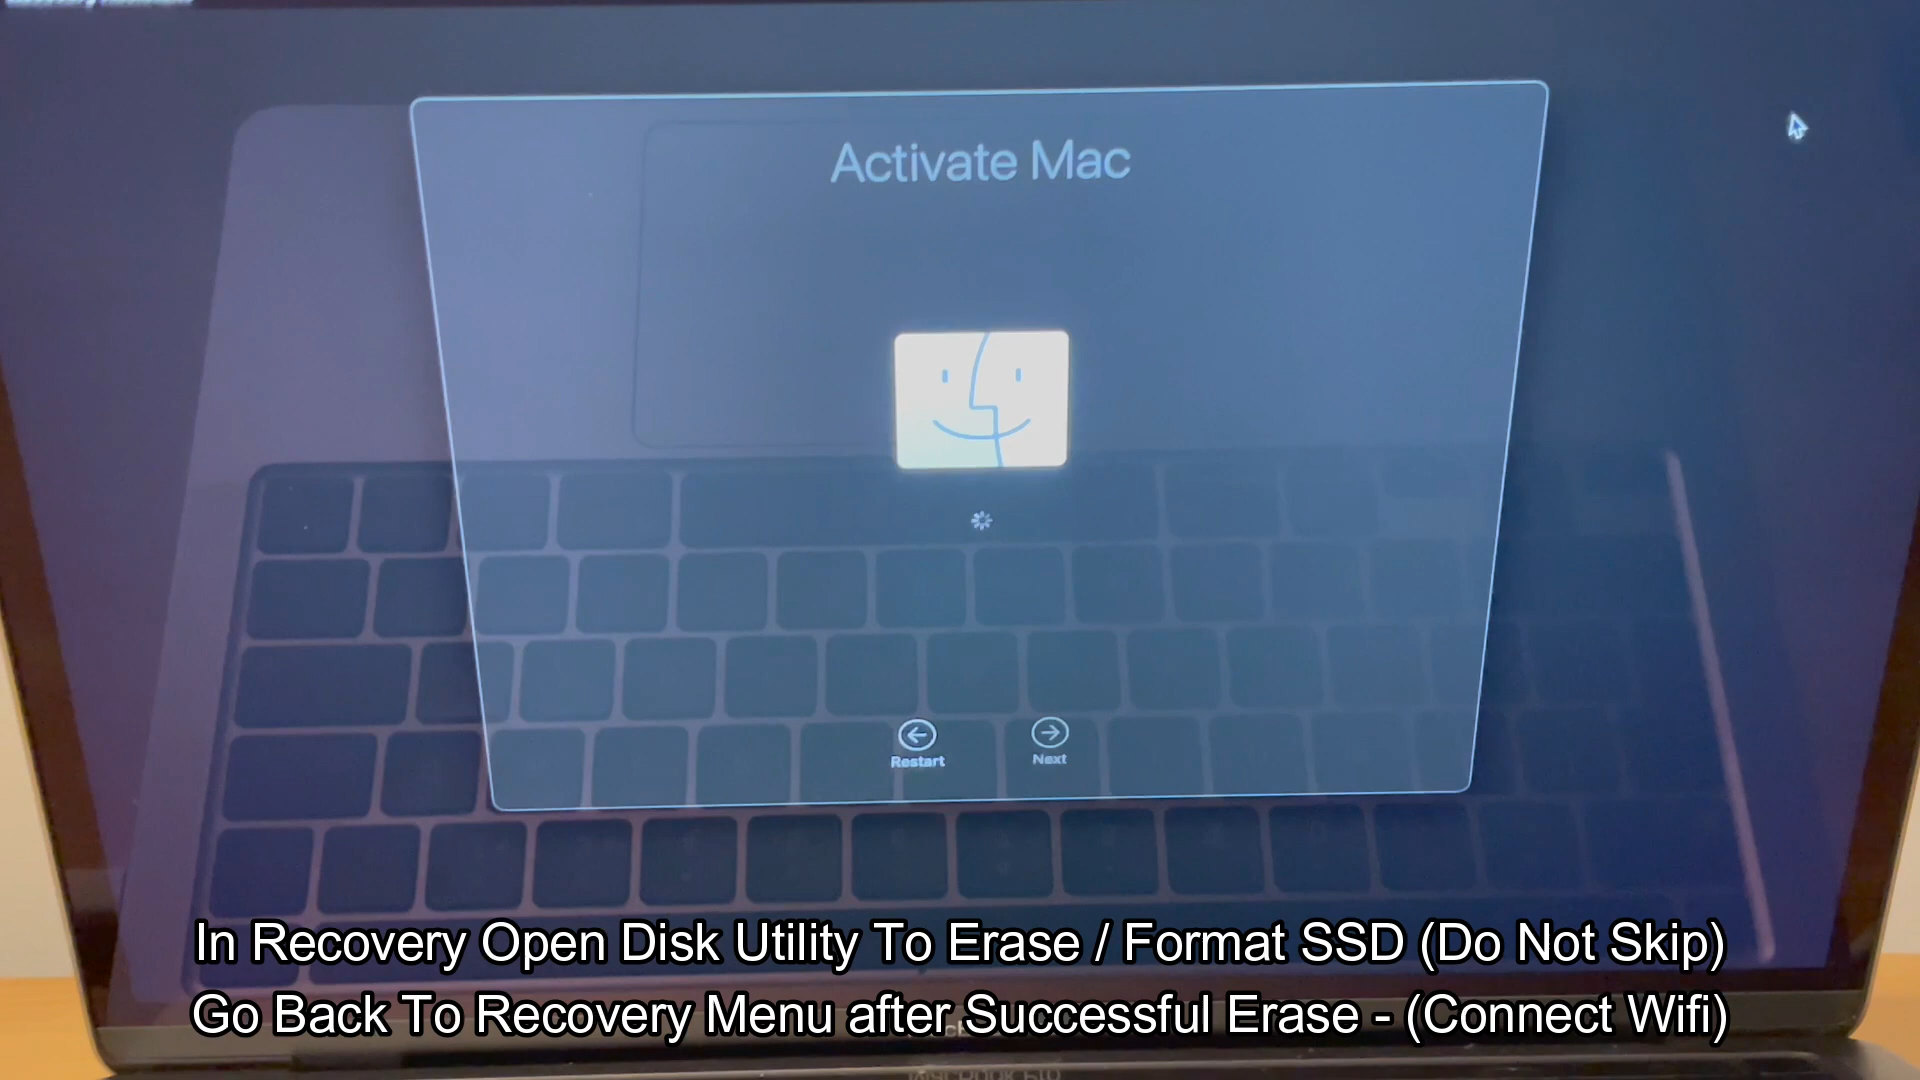 Activate Mac
Restart
Next
In Recovery Open Disk Utility To Erase / Format SSD (Do Not Skip)
Go Back To Recovery Menu after Successful Erase - (Connect Wifi)